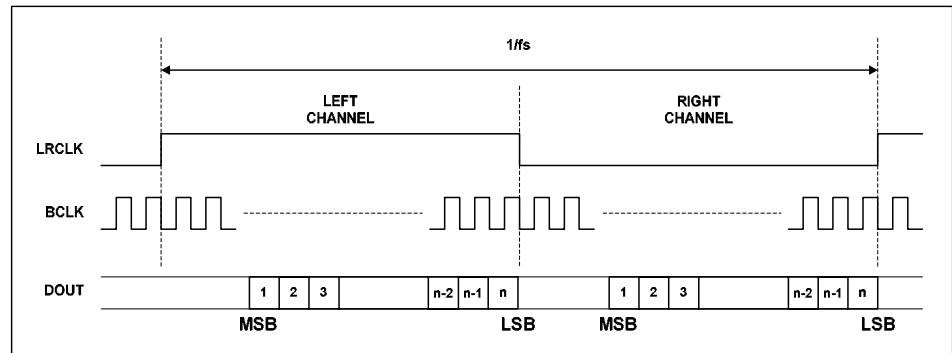 1/fs
LEFT
CHANNEL
RIGHT
CHANNEL
LRCLK
BCLK
DOUT
1 2 3 n-2 n-1 n 1 2 3 n-2 n-1 n
MSB LSB MSB LSB